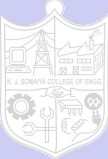 K. J. SOMAIYA COLLEGE OF ENGG.